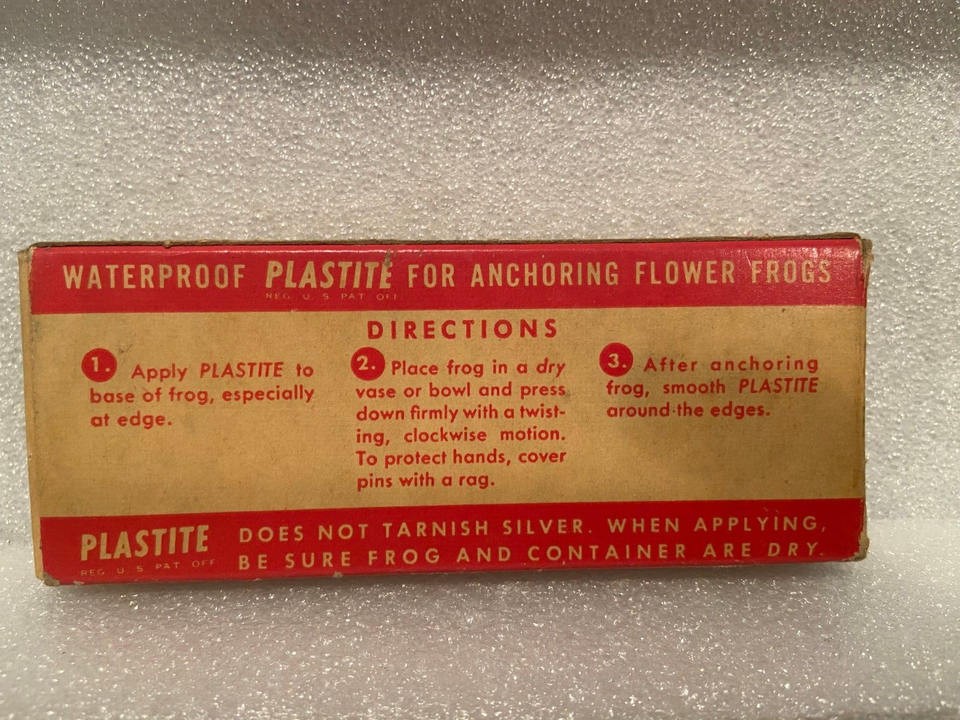 WATERPROOF PLASTITE FOR ANCHORING FLOWER FROGS
REG. U. S. PAT. OFF.
DIRECTIONS
1. Apply PLASTITE to
base of frog, especially
at edge.
2. Place frog in a dry
vase or bowl and press
down firmly with a twist-
ing, clockwise motion.
To protect hands, cover
pins with a rag.
3. After anchoring
frog, smooth PLASTITE
around the edges.
PLASTITE
REG. U. S. PAT. OFF.
DOES NOT TARNISH SILVER. WHEN APPLYING,
BE SURE FROG AND CONTAINER ARE DRY.